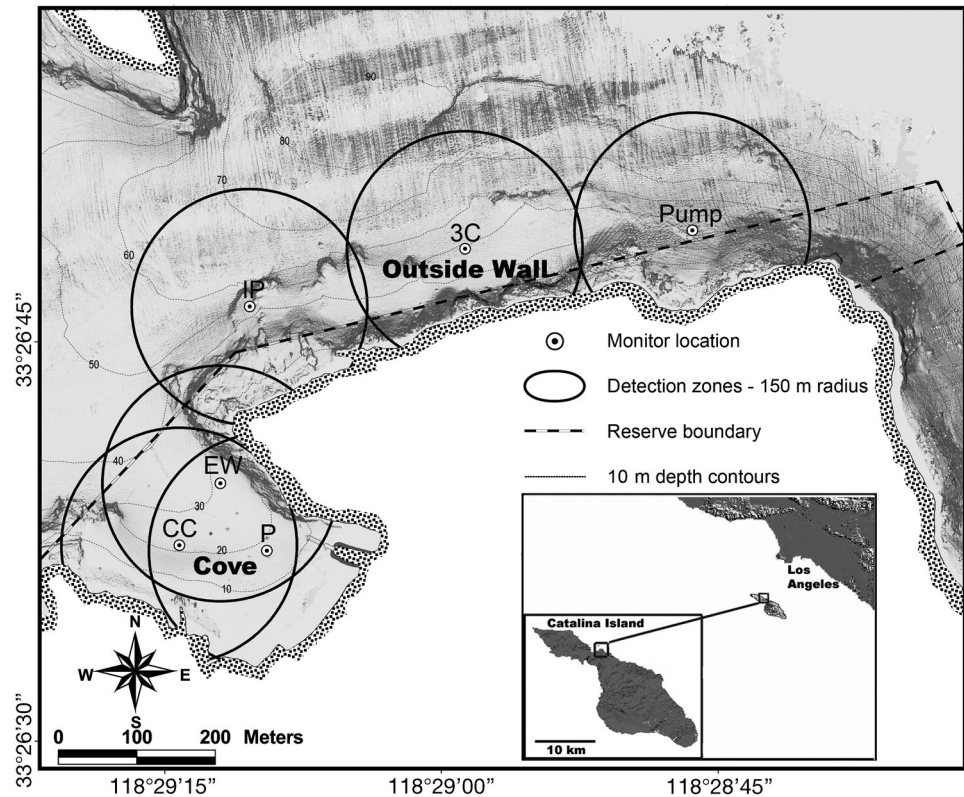 90
80
70
60
50
40
30
20
10
3C
Pump
Outside Wall
IP
EW
CC
P
Cove
Monitor location
Detection zones - 150 m radius
Reserve boundary
10 m depth contours
Los
Angeles
Catalina Island
10 km
N
W
E
S
0 100 200 Meters
33°26'45"
33°26'30"
118°29'15"
118°29'00"
118°28'45"